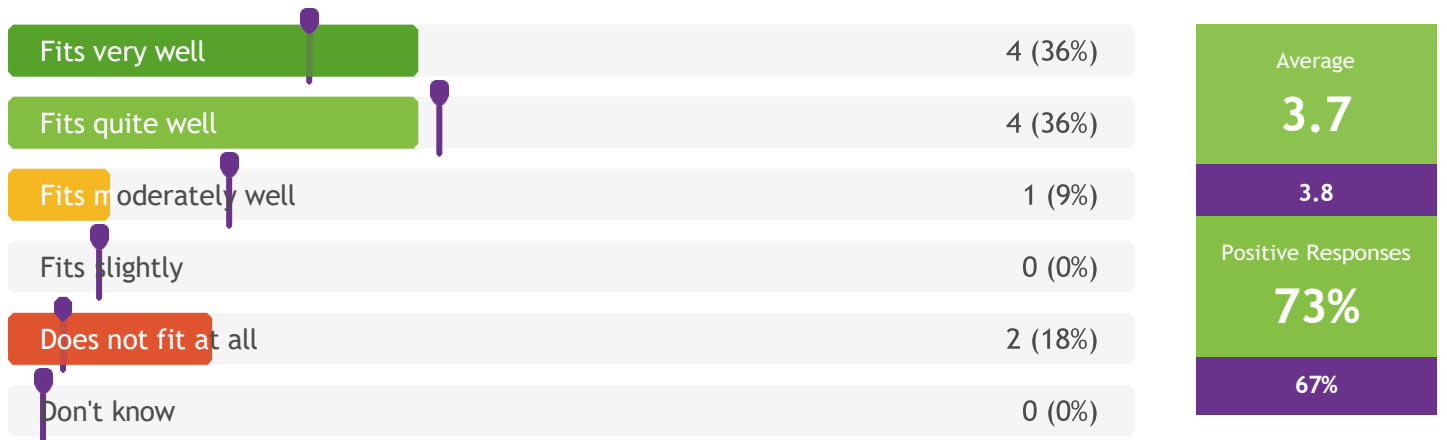 Fits very well 4 (36%)
Fits quite well 4 (36%)
Fits moderately well 1 (9%)
Fits slightly 0 (0%)
Does not fit at all 2 (18%)
Don't know 0 (0%)
Average
3.7
3.8
Positive Responses
73%
67%